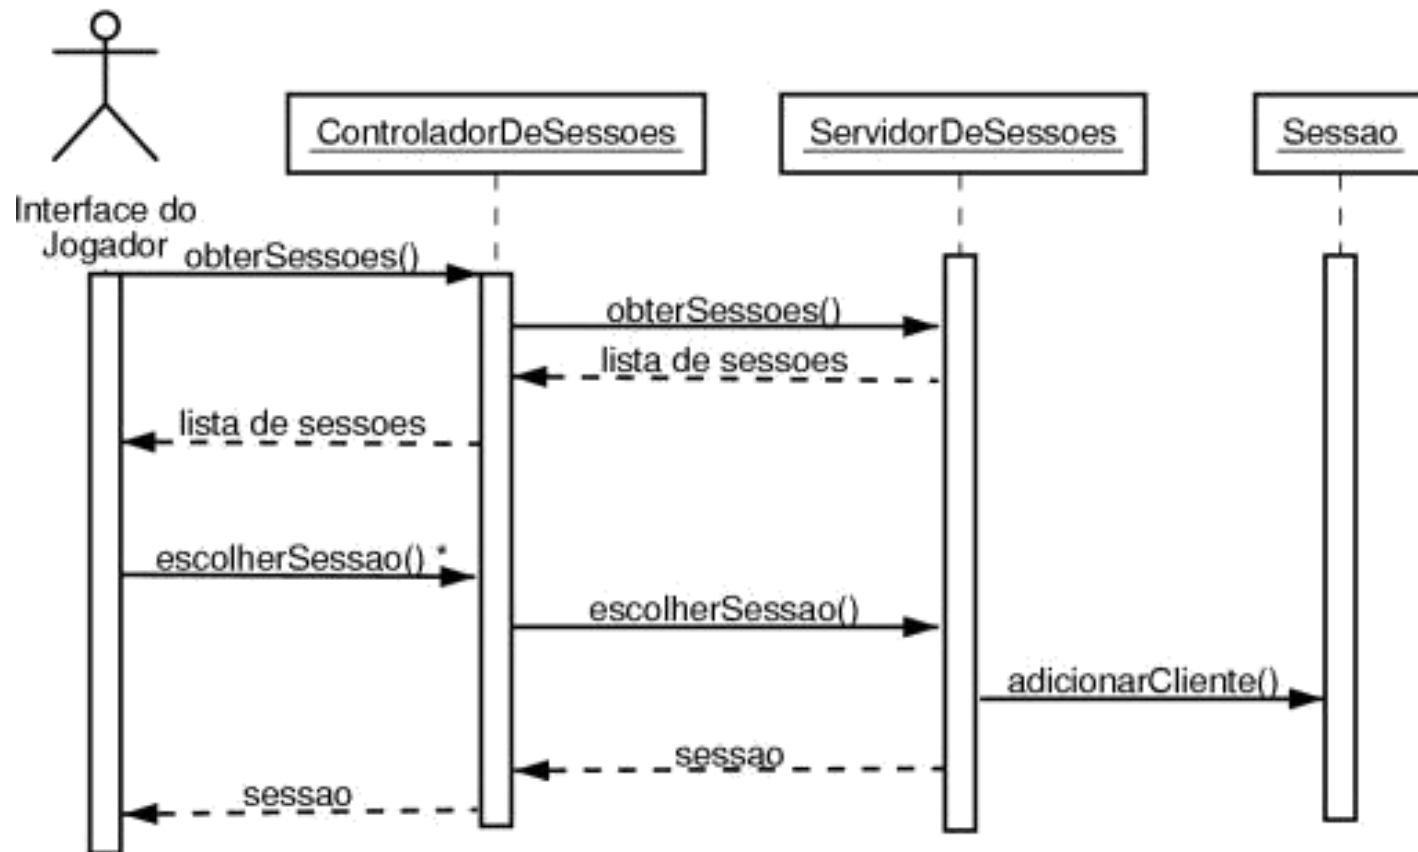 ControladorDeSessoes
ServidorDeSessoes
Sessao
Interface do
Jogador
obterSessoes()
obterSessoes()
lista de sessoes
lista de sessoes
escolherSessao() *
escolherSessao()
adicionarCliente()
sessao
sessao